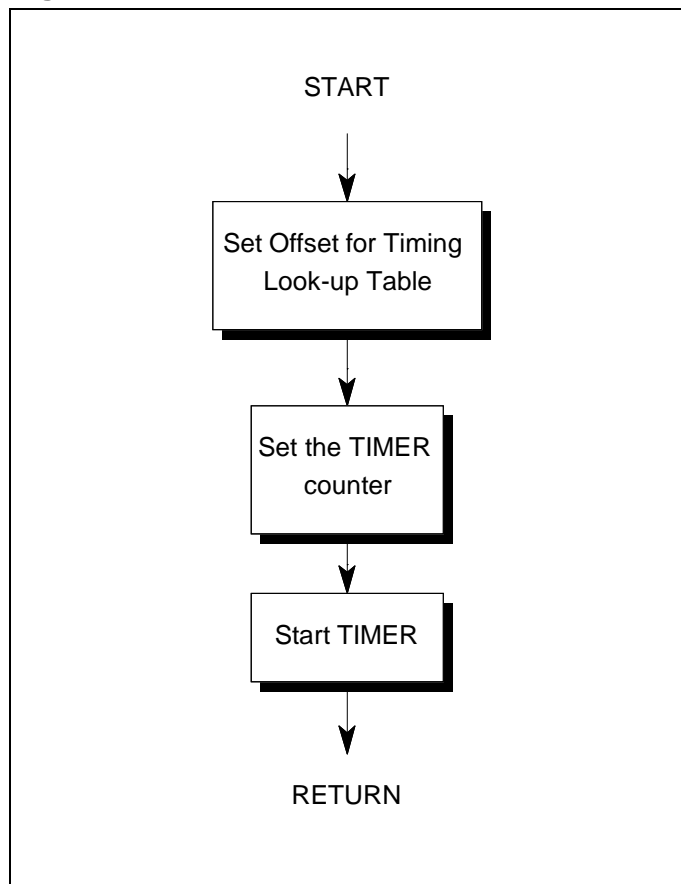 START
Set Offset for Timing
Look-up Table
Set the TIMER
counter
Start TIMER
RETURN